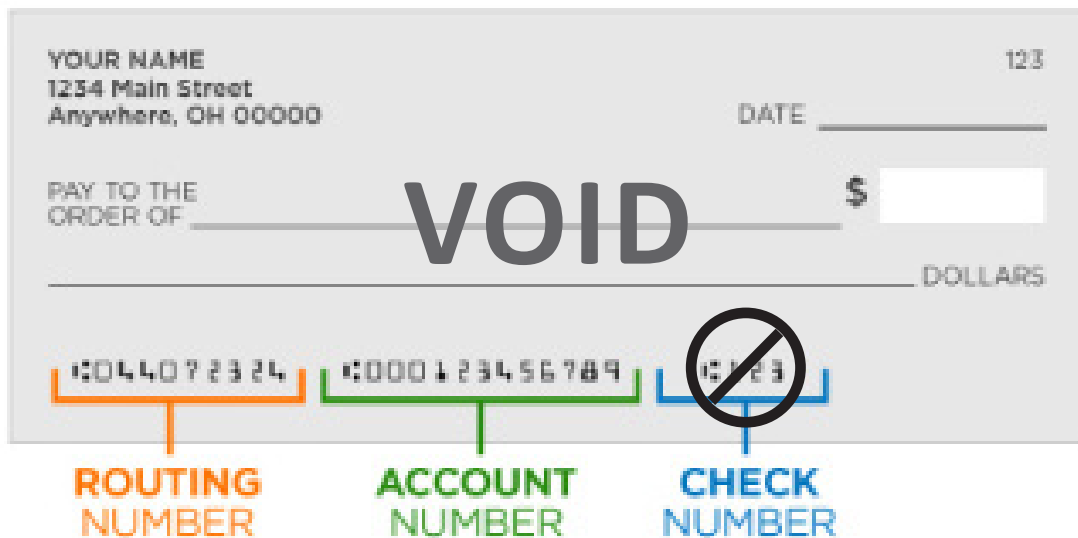 YOUR NAME 123
1234 Main Street
Anywhere, OH 00000 DATE
PAY TO THE
ORDER OF VOID $
DOLLARS
⑆044072324 ⑆000123456789 ⑆123
ROUTING ACCOUNT CHECK
NUMBER NUMBER NUMBER